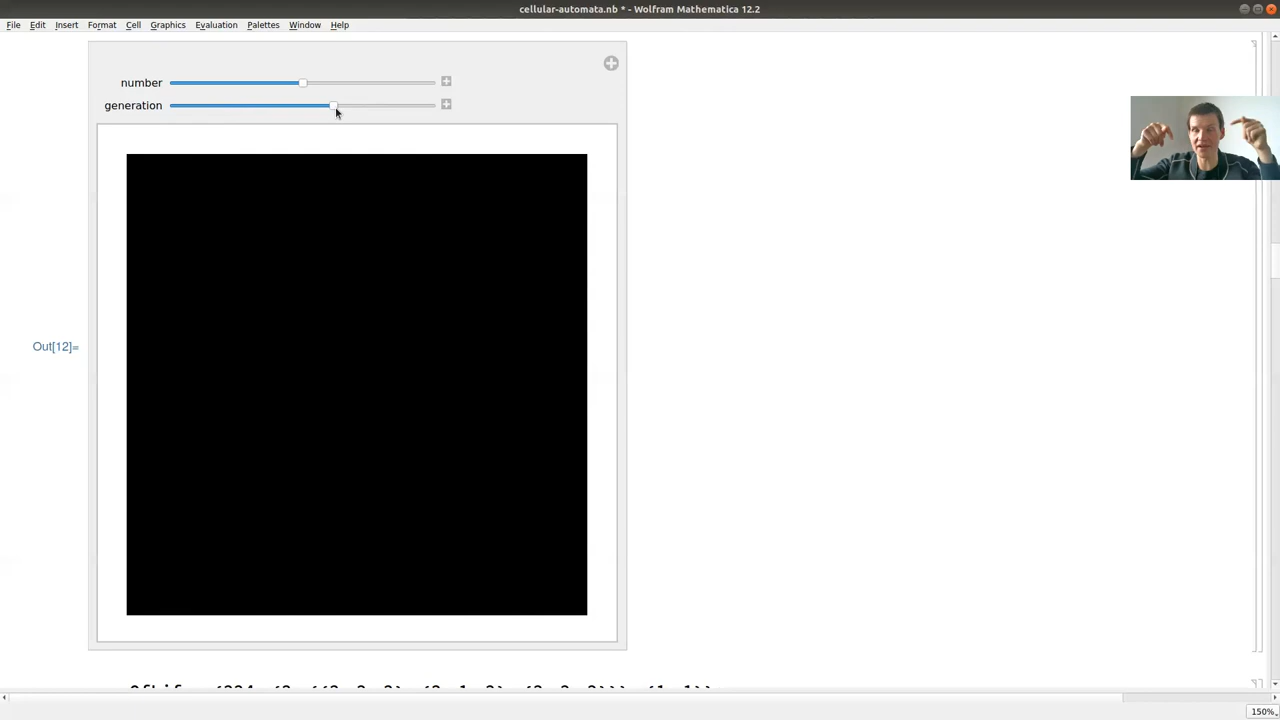 cellular-automata.nb * - Wolfram Mathematica 12.2
File Edit Insert Format Cell Graphics Evaluation Palettes Window Help
number
generation
Out[12]=
150%